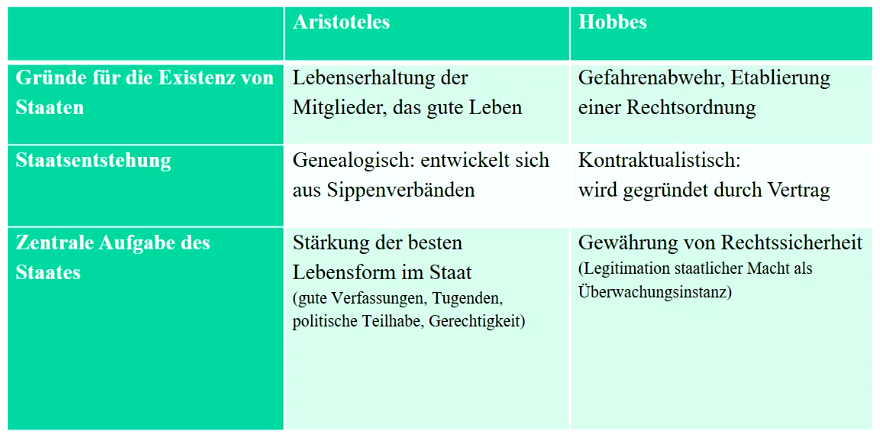 Aristoteles
Hobbes
Gründe für die Existenz von
Staaten
Lebenserhaltung der
Mitglieder, das gute Leben
Gefahrenabwehr, Etablierung
einer Rechtsordnung
Staatsentstehung
Genealogisch: entwickelt sich
aus Sippenverbänden
Kontraktualistisch:
wird gegründet durch Vertrag
Zentrale Aufgabe des
Staates
Stärkung der besten
Lebensform im Staat
(gute Verfassungen, Tugenden,
politische Teilhabe, Gerechtigkeit)
Gewährung von Rechtssicherheit
(Legitimation staatlicher Macht als
Überwachungsinstanz)